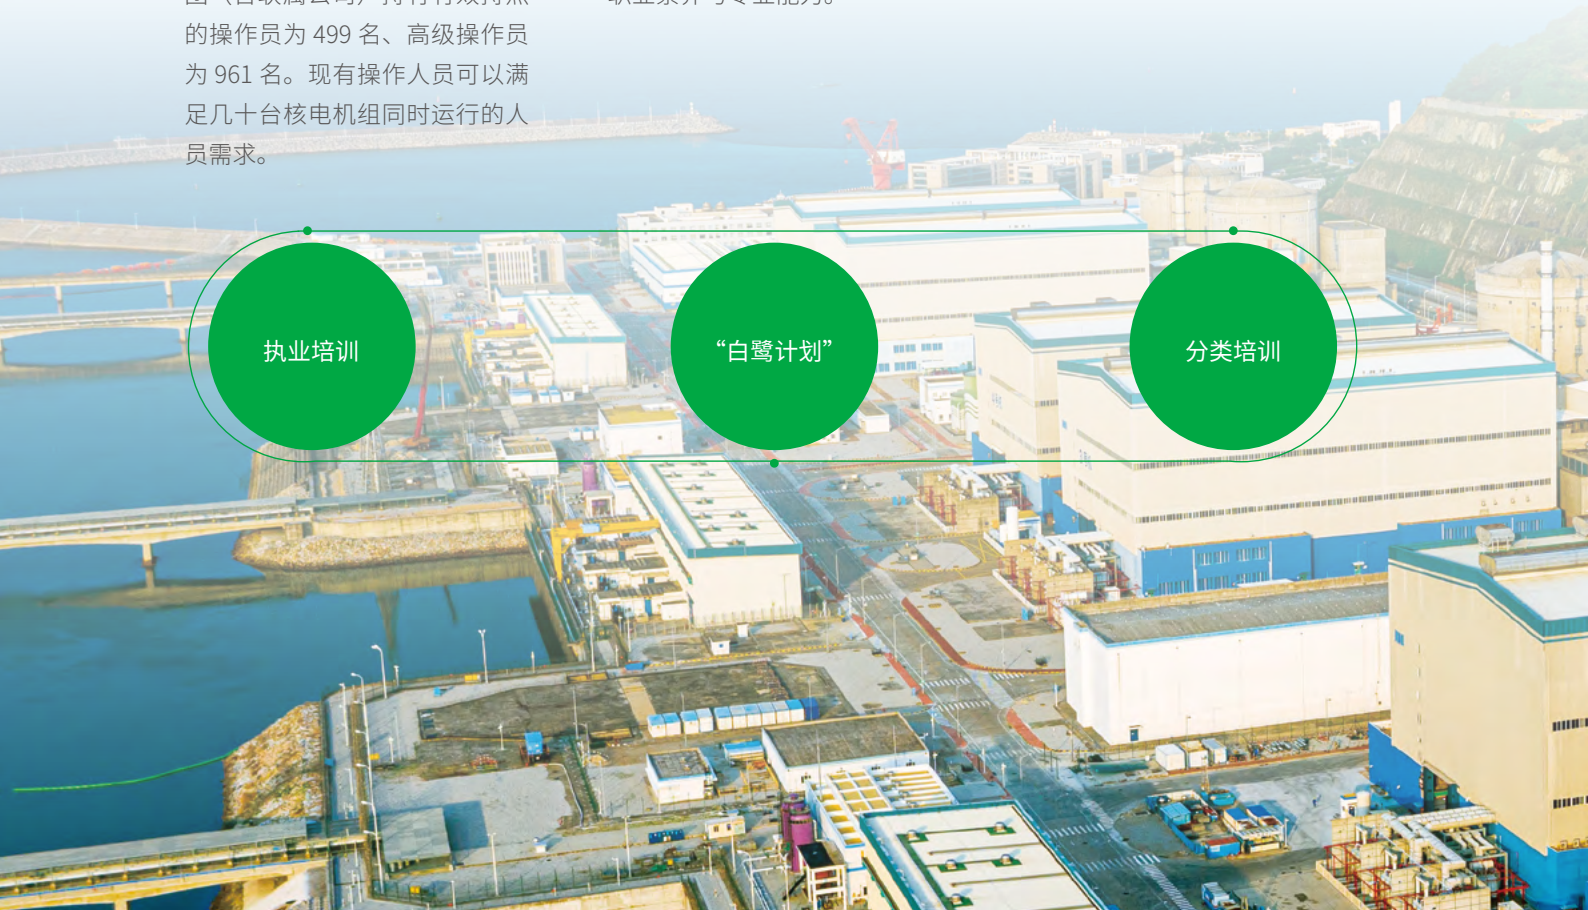 的操作员为 499 名、高级操作员
为 961 名。现有操作人员可以满
足几十台核电机组同时运行的人
员需求。
执业培训
“白鹭计划”
分类培训